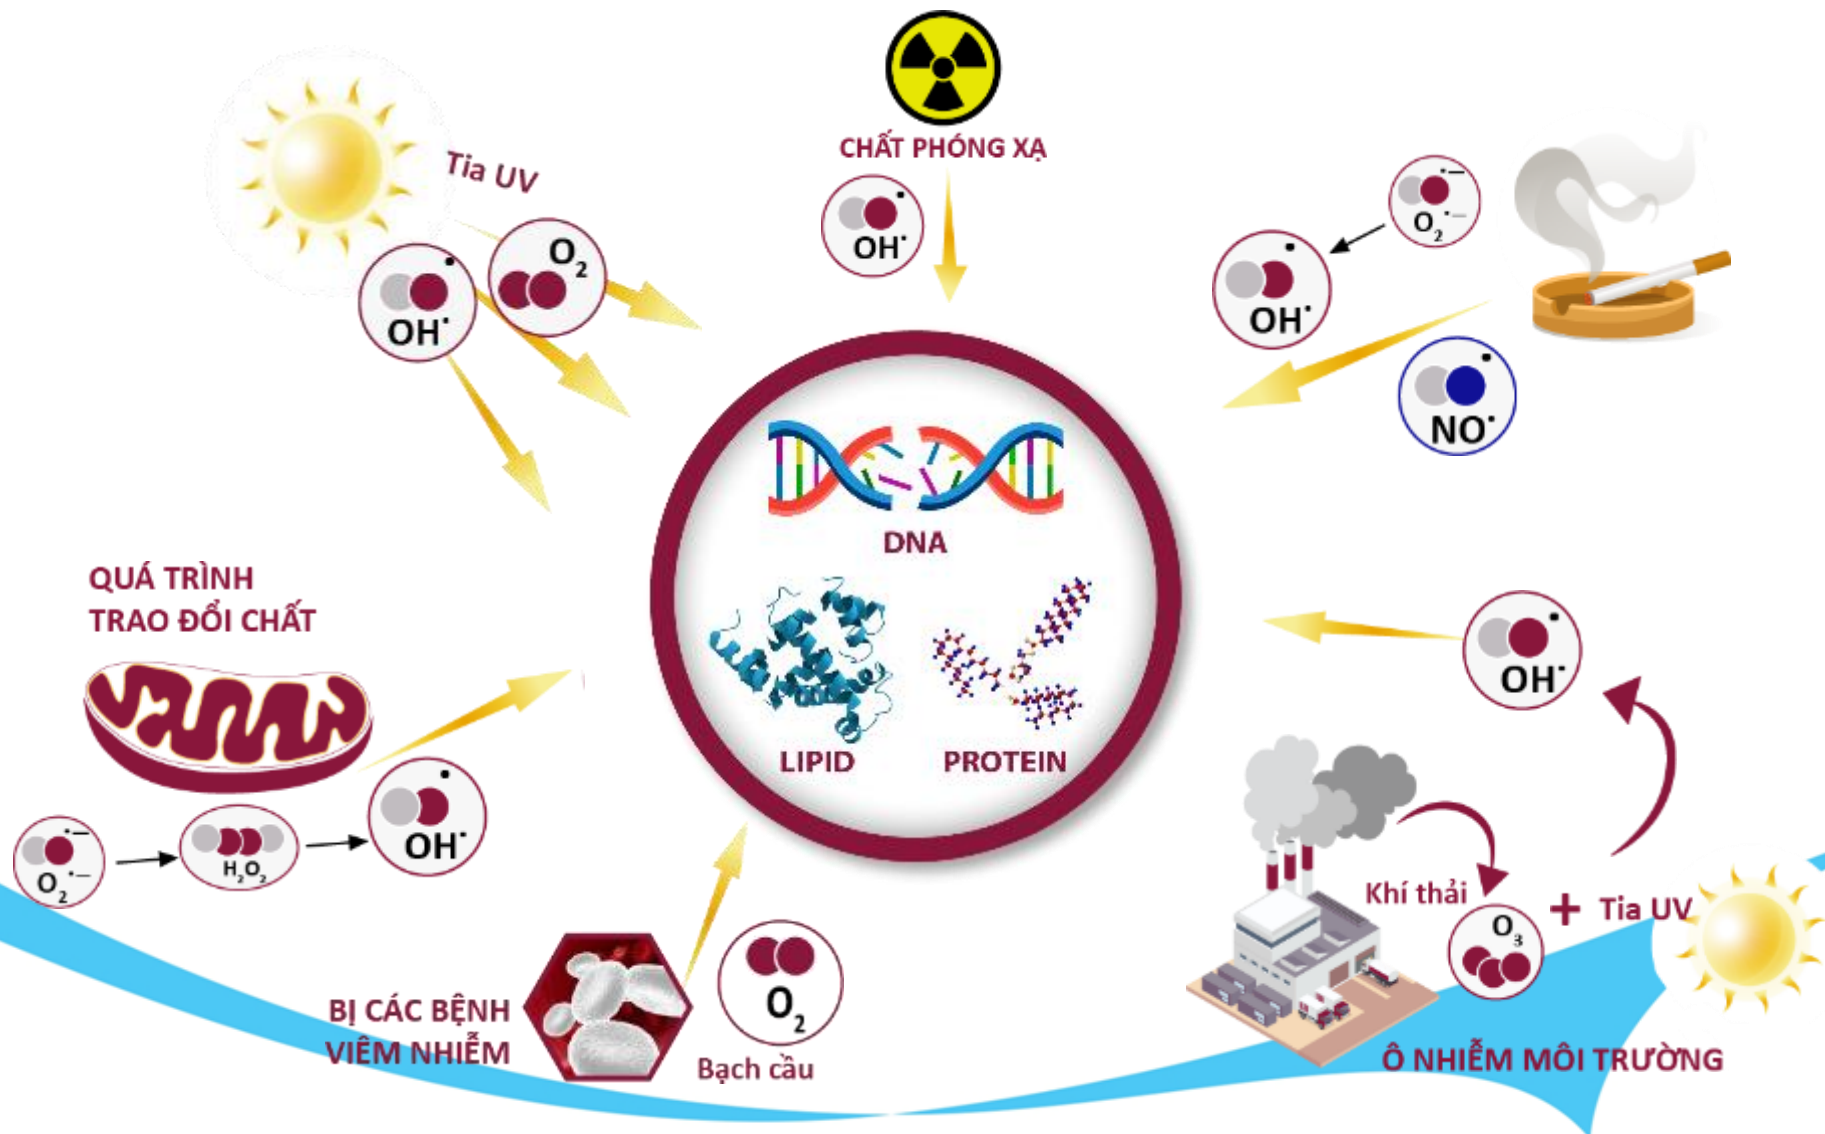 CHẤT PHÓNG XẠ
OH•
Tia UV
O2
OH•
O2•–
OH•
NO•
DNA
LIPID
PROTEIN
QUÁ TRÌNH
TRAO ĐỔI CHẤT
O2•–
H2O2
OH•
OH•
Khí thải
O3
+ Tia UV
BỊ CÁC BỆNH
VIÊM NHIỄM
O2
Bạch cầu
Ô NHIỄM MÔI TRƯỜNG